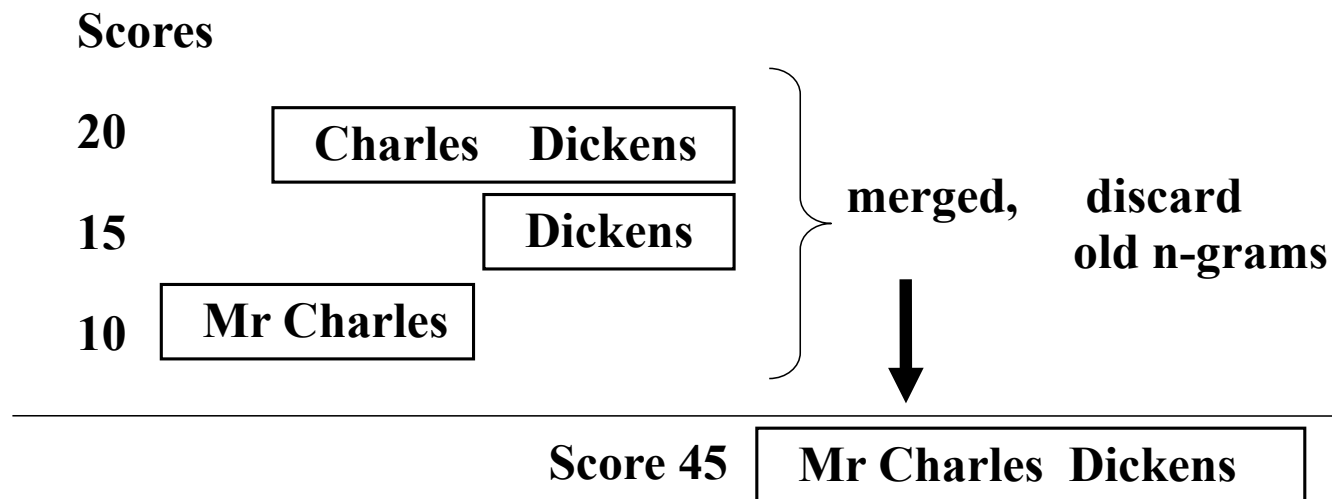 Scores
20 Charles Dickens
15 Dickens
10 Mr Charles
merged, discard
old n-grams
Score 45 Mr Charles Dickens